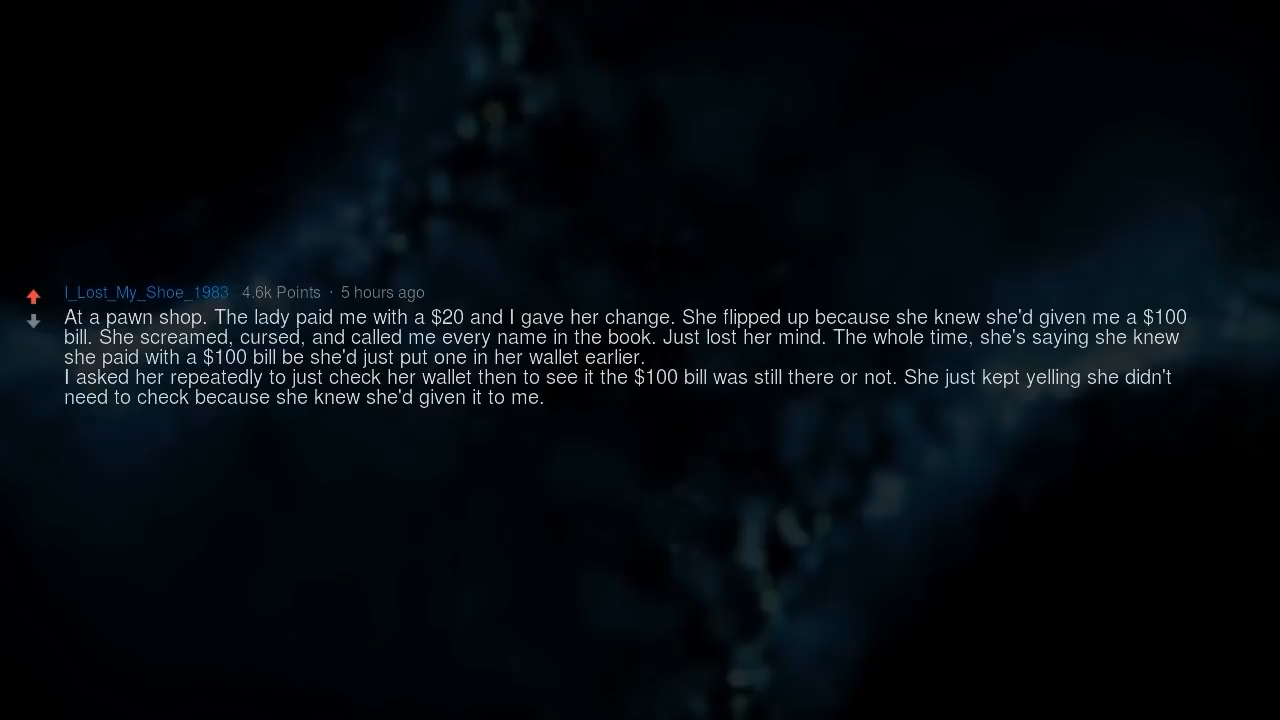 I_Lost_My_Shoe_1983 4.6k Points · 5 hours ago
At a pawn shop. The lady paid me with a $20 and I gave her change. She flipped up because she knew she'd given me a $100
bill. She screamed, cursed, and called me every name in the book. Just lost her mind. The whole time, she's saying she knew
she paid with a $100 bill be she'd just put one in her wallet earlier.
I asked her repeatedly to just check her wallet then to see it the $100 bill was still there or not. She just kept yelling she didn't
need to check because she knew she'd given it to me.